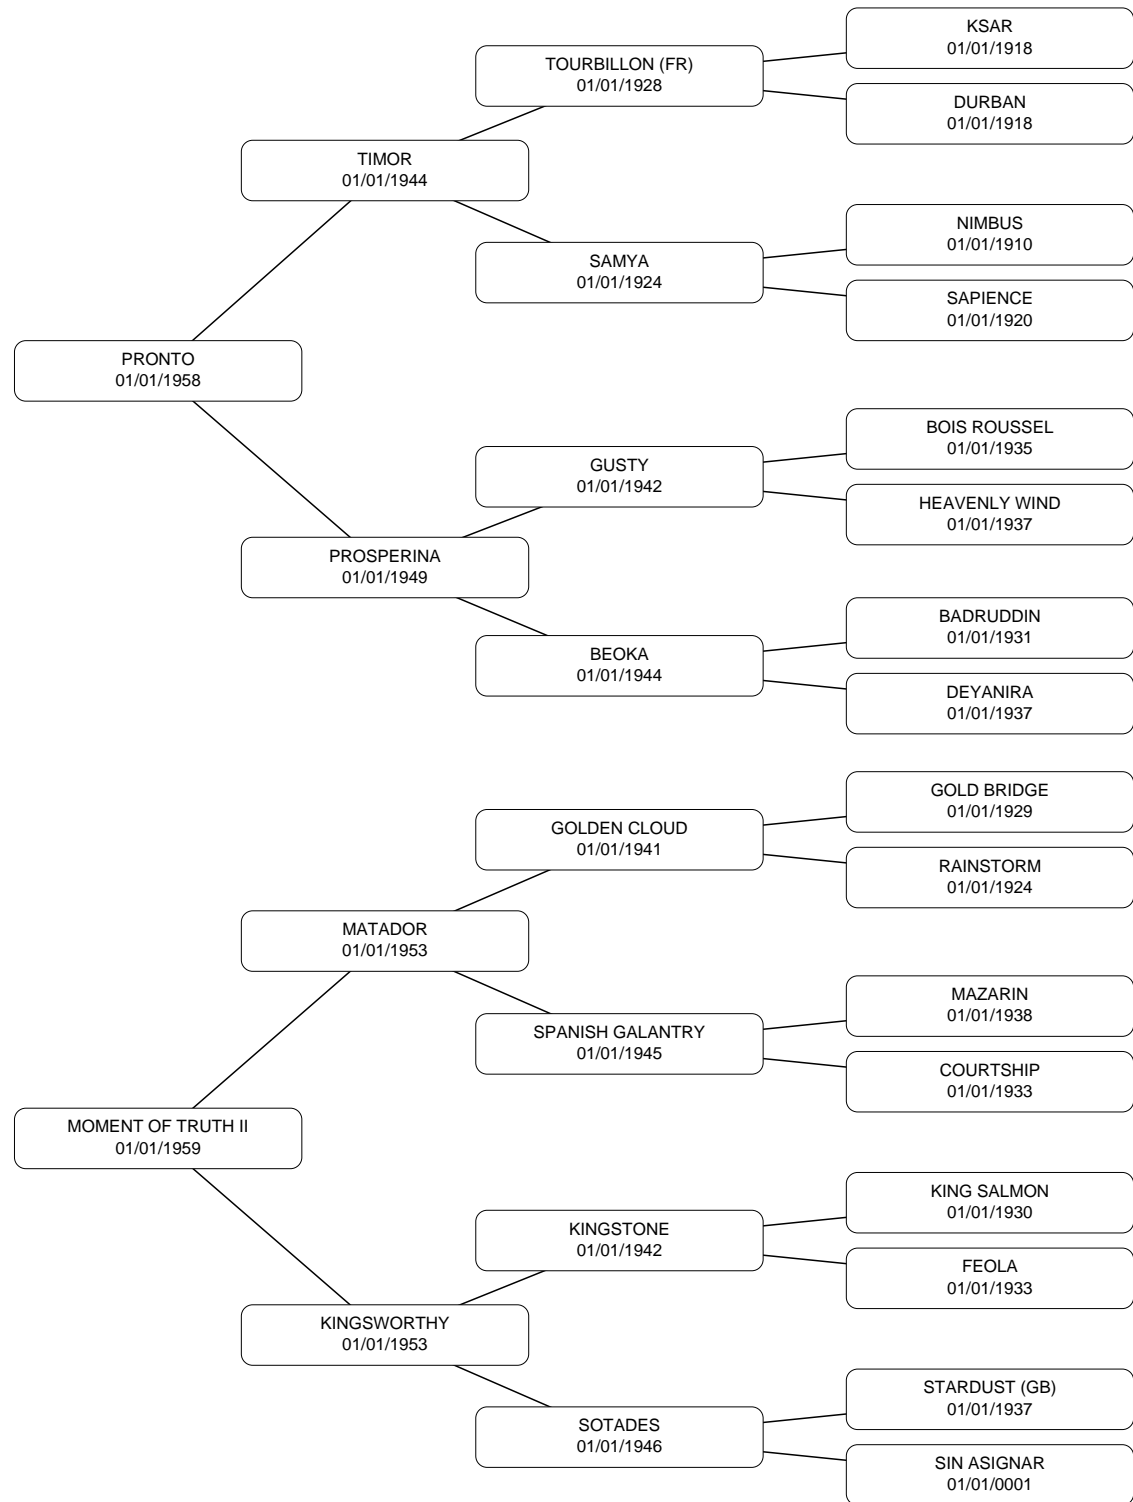 KSAR
01/01/1918
TOURBILLON (FR)
01/01/1928
DURBAN
01/01/1918
TIMOR
01/01/1944
NIMBUS
01/01/1910
SAMYA
01/01/1924
SAPIENCE
01/01/1920
PRONTO
01/01/1958
BOIS ROUSSEL
01/01/1935
GUSTY
01/01/1942
HEAVENLY WIND
01/01/1937
PROSPERINA
01/01/1949
BADRUDDIN
01/01/1931
BEOKA
01/01/1944
DEYANIRA
01/01/1937
GOLD BRIDGE
01/01/1929
GOLDEN CLOUD
01/01/1941
RAINSTORM
01/01/1924
MATADOR
01/01/1953
MAZARIN
01/01/1938
SPANISH GALANTRY
01/01/1945
COURTSHIP
01/01/1933
MOMENT OF TRUTH II
01/01/1959
KING SALMON
01/01/1930
KINGSTONE
01/01/1942
FEOLA
01/01/1933
KINGSWORTHY
01/01/1953
STARDUST (GB)
01/01/1937
SOTADES
01/01/1946
SIN ASIGNAR
01/01/0001